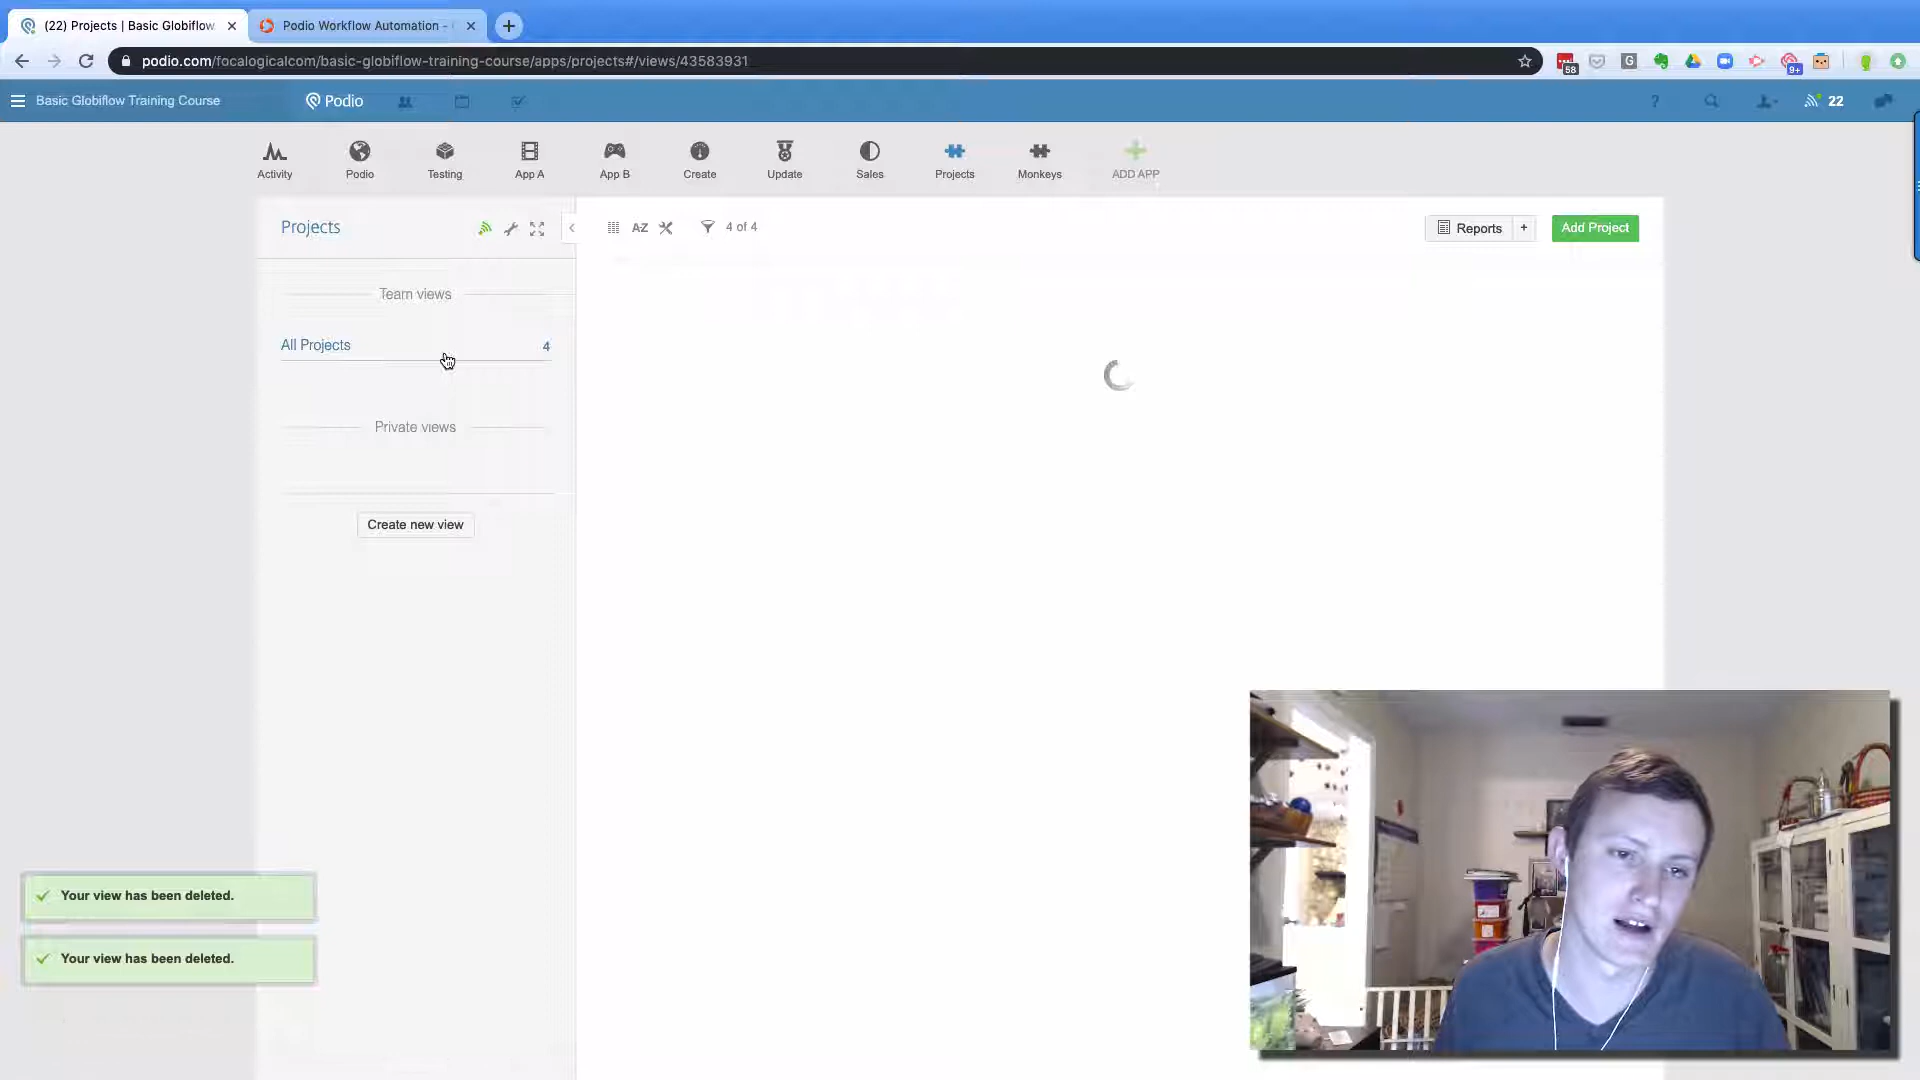 (22) Projects | Basic Globiflow
Podio Workflow Automation -
podio.com/focalogicalcom/basic-globiflow-training-course/apps/projects#/views/43583931
58
G
9+
Basic Globiflow Training Course
Podio
?
22
Activity
Podio
Testing
App A
App B
Create
Update
Sales
Projects
Monkeys
ADD APP
Projects
A-Z
4 of 4
Reports
+
Add Project
Team views
All Projects
4
Private views
Create new view
Your view has been deleted.
Your view has been deleted.